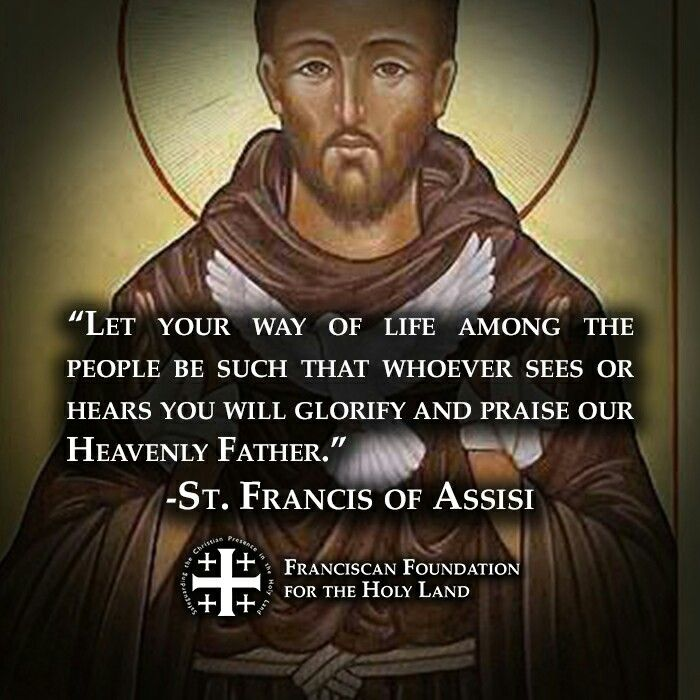 “Let your way of life among the
people be such that whoever sees or
hears you will glorify and praise our
Heavenly Father.”
-St. Francis of Assisi
Safeguarding the Christian Presence in the Holy Land
Franciscan Foundation
for the Holy Land